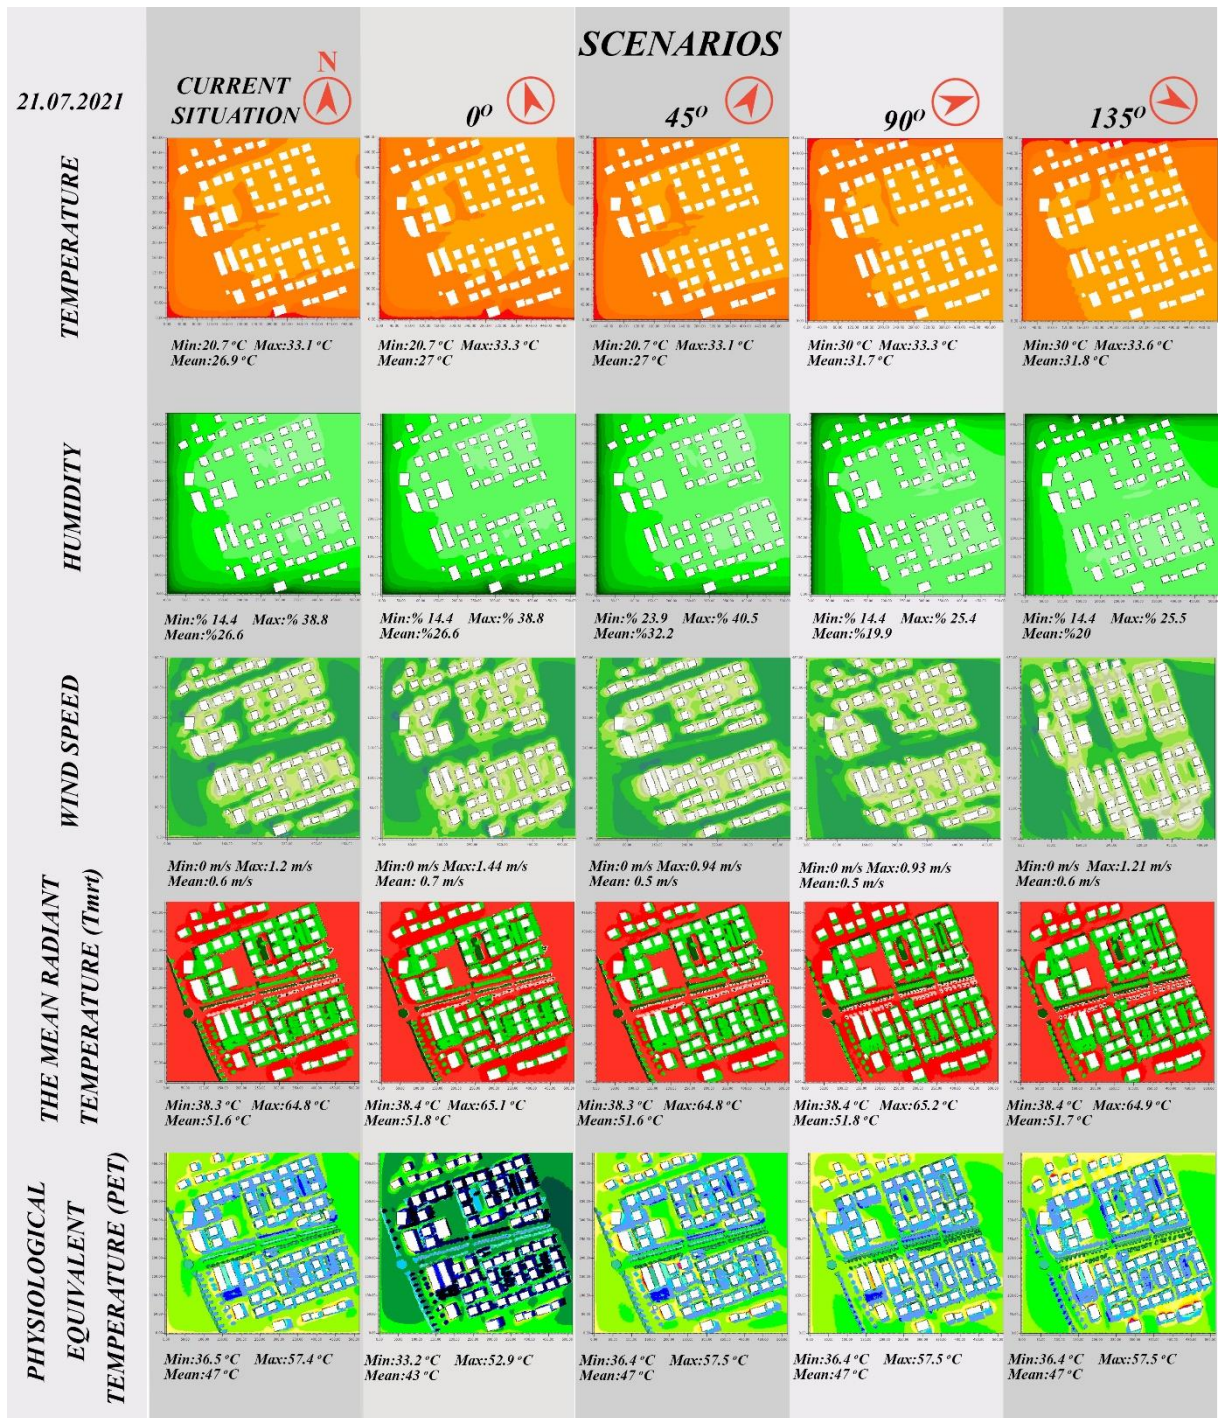 SCENARIOS
21.07.2021
N
CURRENT
SITUATION
0⁰
45⁰
90⁰
135⁰
TEMPERATURE
Min:20.7 °C Max:33.1 °C
Mean:26.9 °C
Min:20.7 °C Max:33.3 °C
Mean:27 °C
Min:20.7 °C Max:33.1 °C
Mean:27 °C
Min:30 °C Max:33.3 °C
Mean:31.7 °C
Min:30 °C Max:33.6 °C
Mean:31.8 °C
HUMIDITY
Min:% 14.4 Max:% 38.8
Mean:%26.6
Min:% 14.4 Max:% 38.8
Mean:%26.6
Min:% 23.9 Max:% 40.5
Mean:%32.2
Min:% 14.4 Max:% 25.4
Mean:%19.9
Min:% 14.4 Max:% 25.5
Mean:%20
WIND SPEED
Min:0 m/s Max:1.2 m/s
Mean:0.6 m/s
Min:0 m/s Max:1.44 m/s
Mean: 0.7 m/s
Min:0 m/s Max:0.94 m/s
Mean: 0.5 m/s
Min:0 m/s Max:0.93 m/s
Mean:0.5 m/s
Min:0 m/s Max:1.21 m/s
Mean:0.6 m/s
THE MEAN RADIANT
TEMPERATURE (Tmrt)
Min:38.3 °C Max:64.8 °C
Mean:51.6 °C
Min:38.4 °C Max:65.1 °C
Mean:51.8 °C
Min:38.3 °C Max:64.8 °C
Mean:51.6 °C
Min:38.4 °C Max:65.2 °C
Mean:51.8 °C
Min:38.4 °C Max:64.9 °C
Mean:51.7 °C
PHYSIOLOGICAL
EQUIVALENT
TEMPERATURE (PET)
Min:36.5 °C Max:57.4 °C
Mean:47 °C
Min:33.2 °C Max:52.9 °C
Mean:43 °C
Min:36.4 °C Max:57.5 °C
Mean:47 °C
Min:36.4 °C Max:57.5 °C
Mean:47 °C
Min:36.4 °C Max:57.5 °C
Mean:47 °C